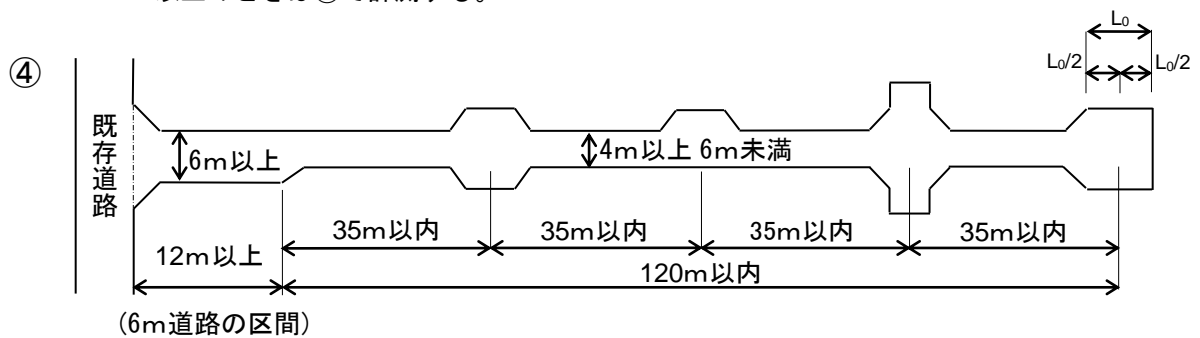 L₀
④
L₀/2
L₀/2
既存道路
6m以上
4m以上 6m未満
35m以内
35m以内
35m以内
35m以内
12m以上
120m以内
(6m道路の区間)